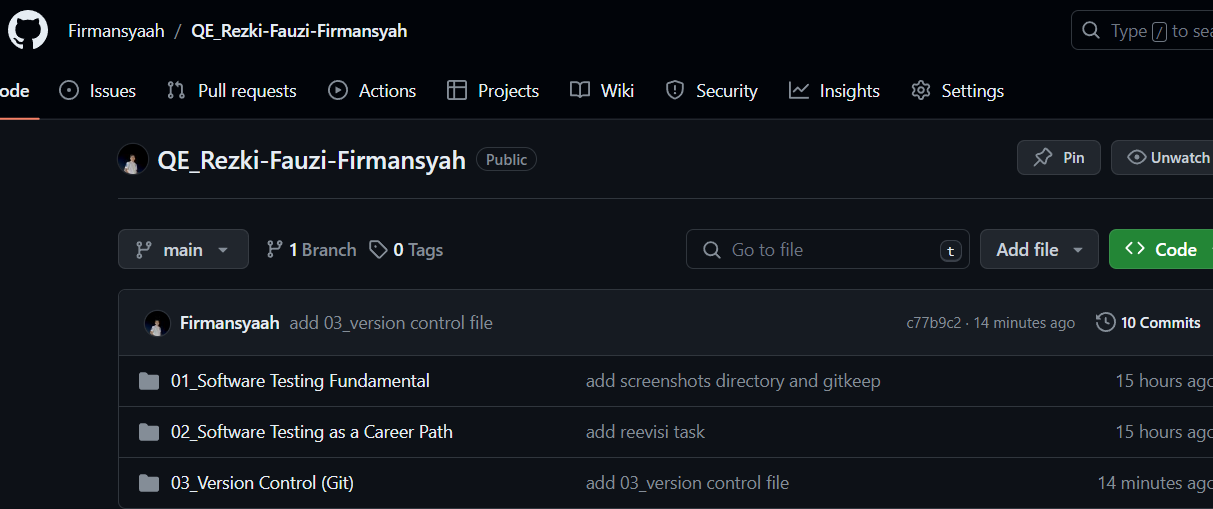 Firmansyaah / QE_Rezki-Fauzi-Firmansyah
Type / to sea
ode Issues Pull requests Actions Projects Wiki Security Insights Settings
QE_Rezki-Fauzi-Firmansyah Public
Pin Unwatch
main 1 Branch 0 Tags
Go to file t Add file Code
Firmansyaah add 03_version control file c77b9c2 · 14 minutes ago 10 Commits
01_Software Testing Fundamental add screenshots directory and gitkeep 15 hours ago
02_Software Testing as a Career Path add reevisi task 15 hours ago
03_Version Control (Git) add 03_version control file 14 minutes ago